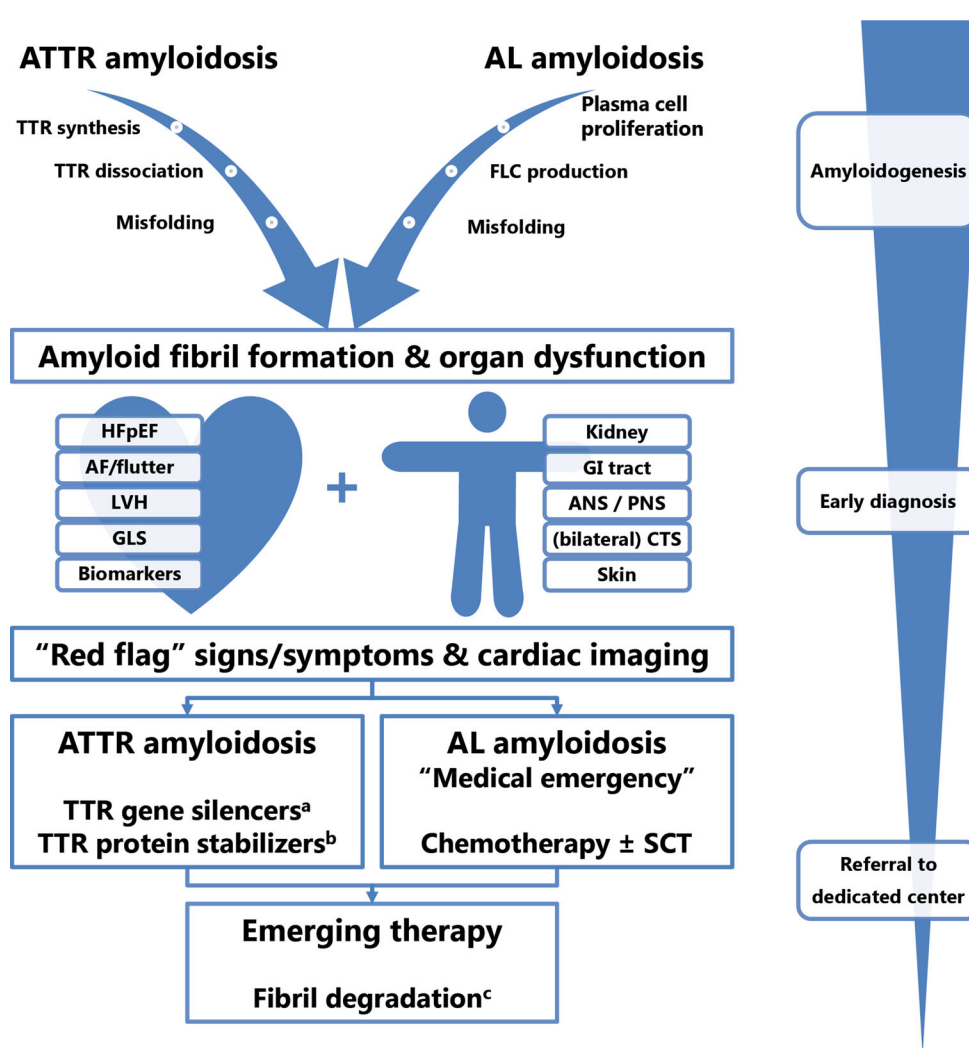 ATTR amyloidosis
AL amyloidosis
TTR synthesis
TTR dissociation
Misfolding
Plasma cell
proliferation
FLC production
Misfolding
Amyloid fibril formation & organ dysfunction
HFpEF
AF/flutter
LVH
GLS
Biomarkers
+
Kidney
GI tract
ANS / PNS
(bilateral) CTS
Skin
“Red flag” signs/symptoms & cardiac imaging
ATTR amyloidosis
TTR gene silencersᵃ
TTR protein stabilizersᵇ
AL amyloidosis
“Medical emergency”
Chemotherapy ± SCT
Emerging therapy
Fibril degradationᶜ
Amyloidogenesis
Early diagnosis
Referral to
dedicated center